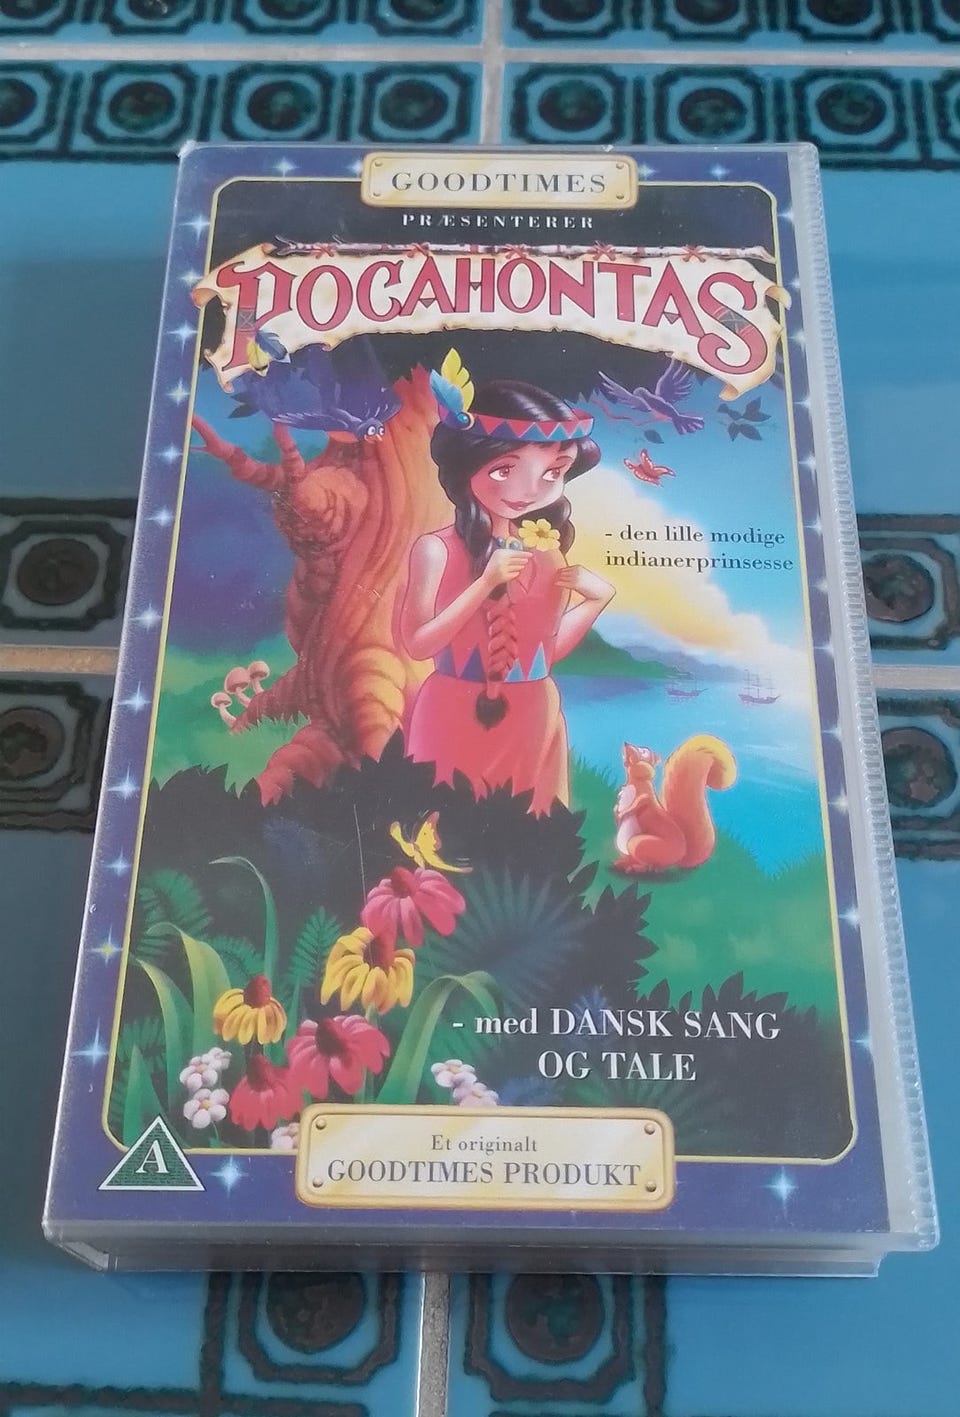 GOODTIMES
PRÆSENTERER
POCAHONTAS
- den lille modige
indianerprinsesse
- med DANSK SANG
OG TALE
Et originalt
GOODTIMES PRODUKT
A